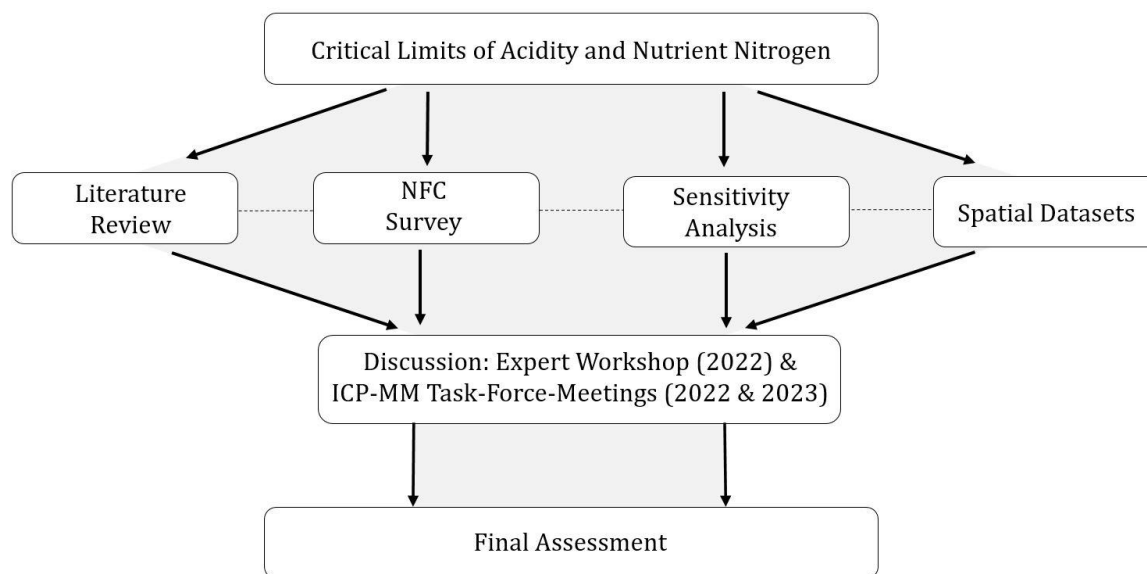 Critical Limits of Acidity and Nutrient Nitrogen
Literature
Review
NFC
Survey
Sensitivity
Analysis
Spatial Datasets
Discussion: Expert Workshop (2022) &
ICP-MM Task-Force-Meetings (2022 & 2023)
Final Assessment